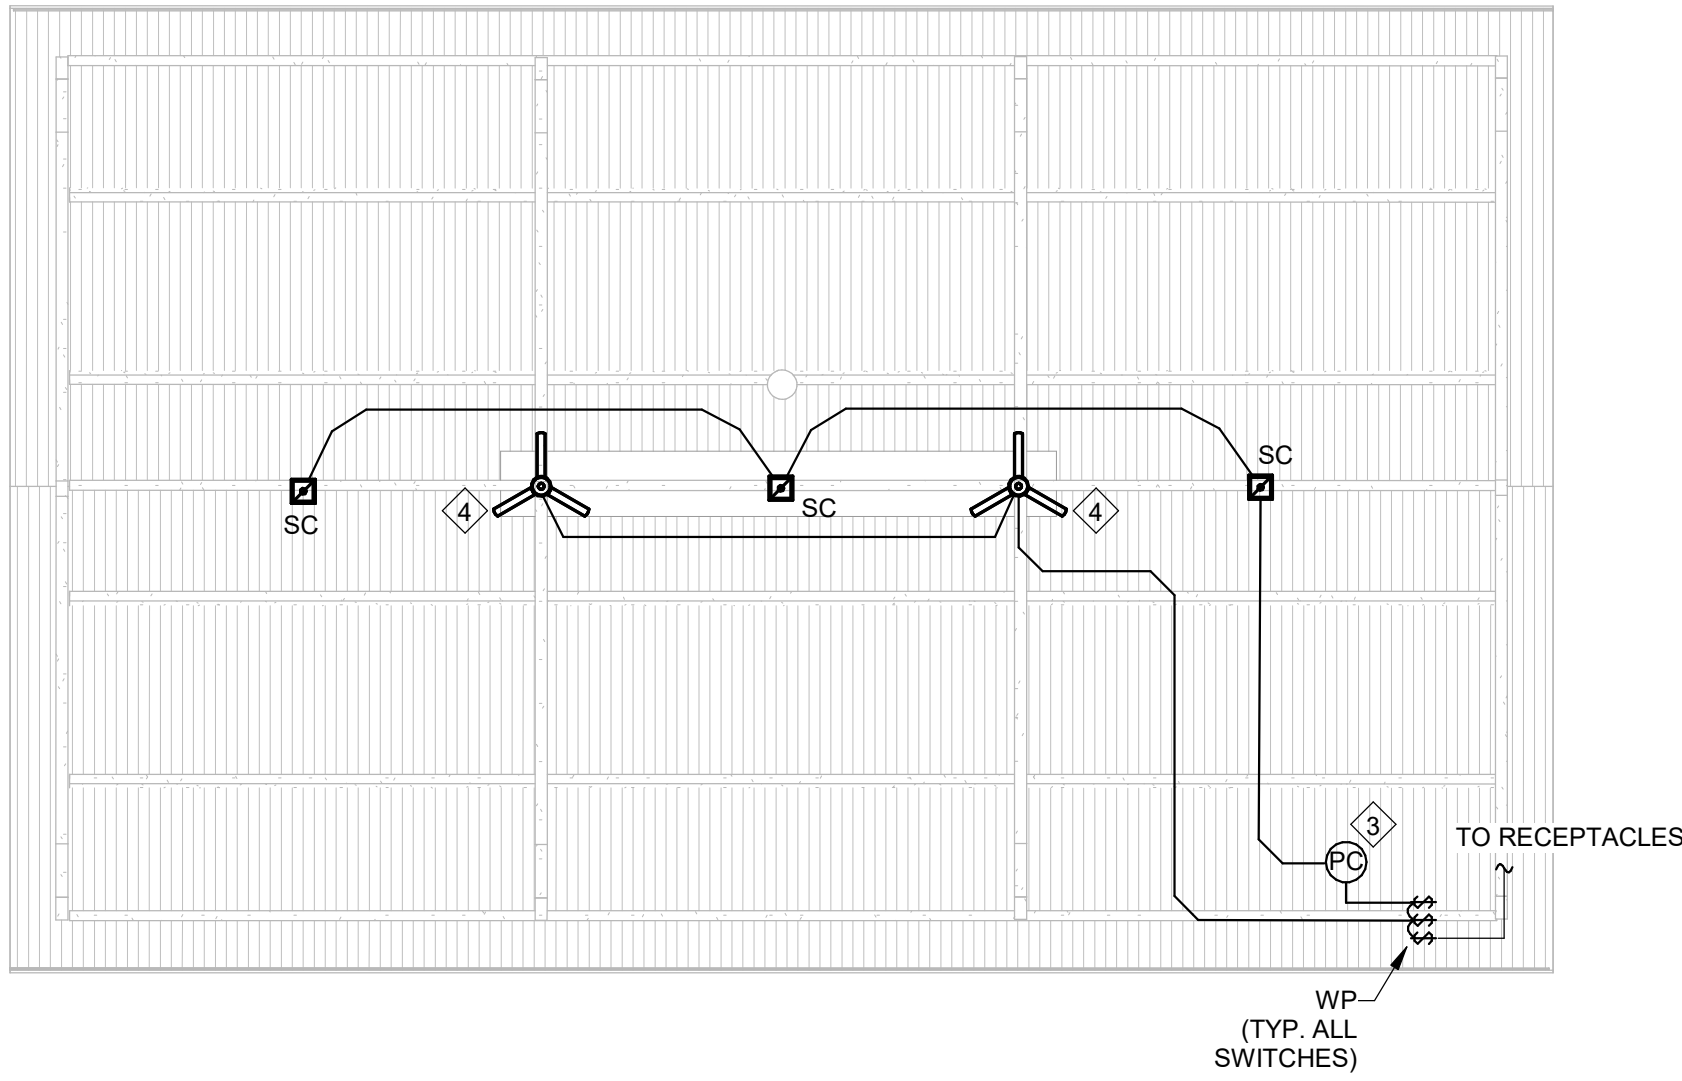 SC
SC
SC
4
4
3
PC
TO RECEPTACLES
WP
(TYP. ALL
SWITCHES)